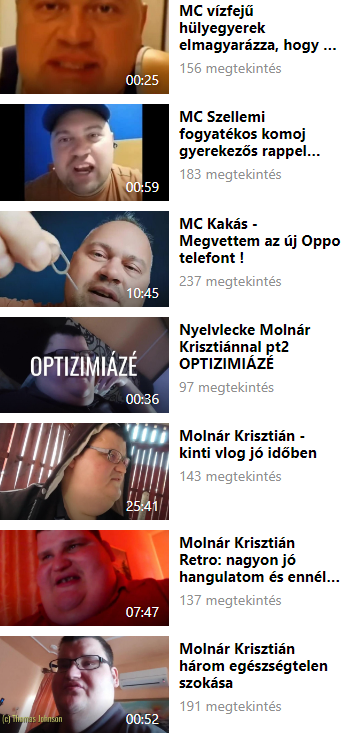 MC vízfejű
hülyegyerek
elmagyarázza, hogy ...
00:25
156 megtekintés
MC Szellemi
fogyatékos komoj
gyerekezős rappel...
00:59
183 megtekintés
MC Kakás -
Megvettem az új Oppo
telefont !
10:45
237 megtekintés
OPTIZIMIÁZÉ
00:36
Nyelvlecke Molnár
Krisztiánnal pt2
OPTIZIMIÁZÉ
97 megtekintés
25:41
Molnár Krisztián -
kinti vlog jó időben
143 megtekintés
07:47
Molnár Krisztián
Retro: nagyon jó
hangulatom és ennél...
137 megtekintés
(c) Thomas Johnson
00:52
Molnár Krisztián
három egészségtelen
szokása
191 megtekintés